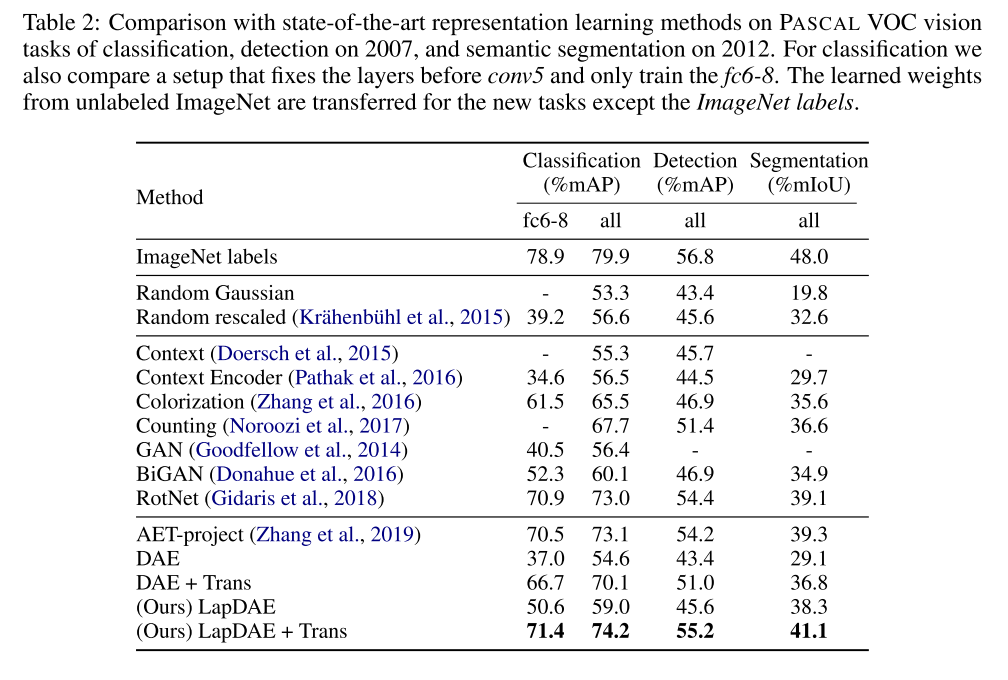 Table 2: Comparison with state-of-the-art representation learning methods on PASCAL VOC vision
tasks of classification, detection on 2007, and semantic segmentation on 2012. For classification we
also compare a setup that fixes the layers before conv5 and only train the fc6-8. The learned weights
from unlabeled ImageNet are transferred for the new tasks except the ImageNet labels.
Method Classification Detection Segmentation
(%mAP) (%mAP) (%mIoU)
fc6-8 all all all
ImageNet labels 78.9 79.9 56.8 48.0
Random Gaussian - 53.3 43.4 19.8
Random rescaled (Krähenbühl et al., 2015) 39.2 56.6 45.6 32.6
Context (Doersch et al., 2015) - 55.3 45.7 -
Context Encoder (Pathak et al., 2016) 34.6 56.5 44.5 29.7
Colorization (Zhang et al., 2016) 61.5 65.5 46.9 35.6
Counting (Noroozi et al., 2017) - 67.7 51.4 36.6
GAN (Goodfellow et al., 2014) 40.5 56.4 - -
BiGAN (Donahue et al., 2016) 52.3 60.1 46.9 34.9
RotNet (Gidaris et al., 2018) 70.9 73.0 54.4 39.1
AET-project (Zhang et al., 2019) 70.5 73.1 54.2 39.3
DAE 37.0 54.6 43.4 29.1
DAE + Trans 66.7 70.1 51.0 36.8
(Ours) LapDAE 50.6 59.0 45.6 38.3
(Ours) LapDAE + Trans 71.4 74.2 55.2 41.1